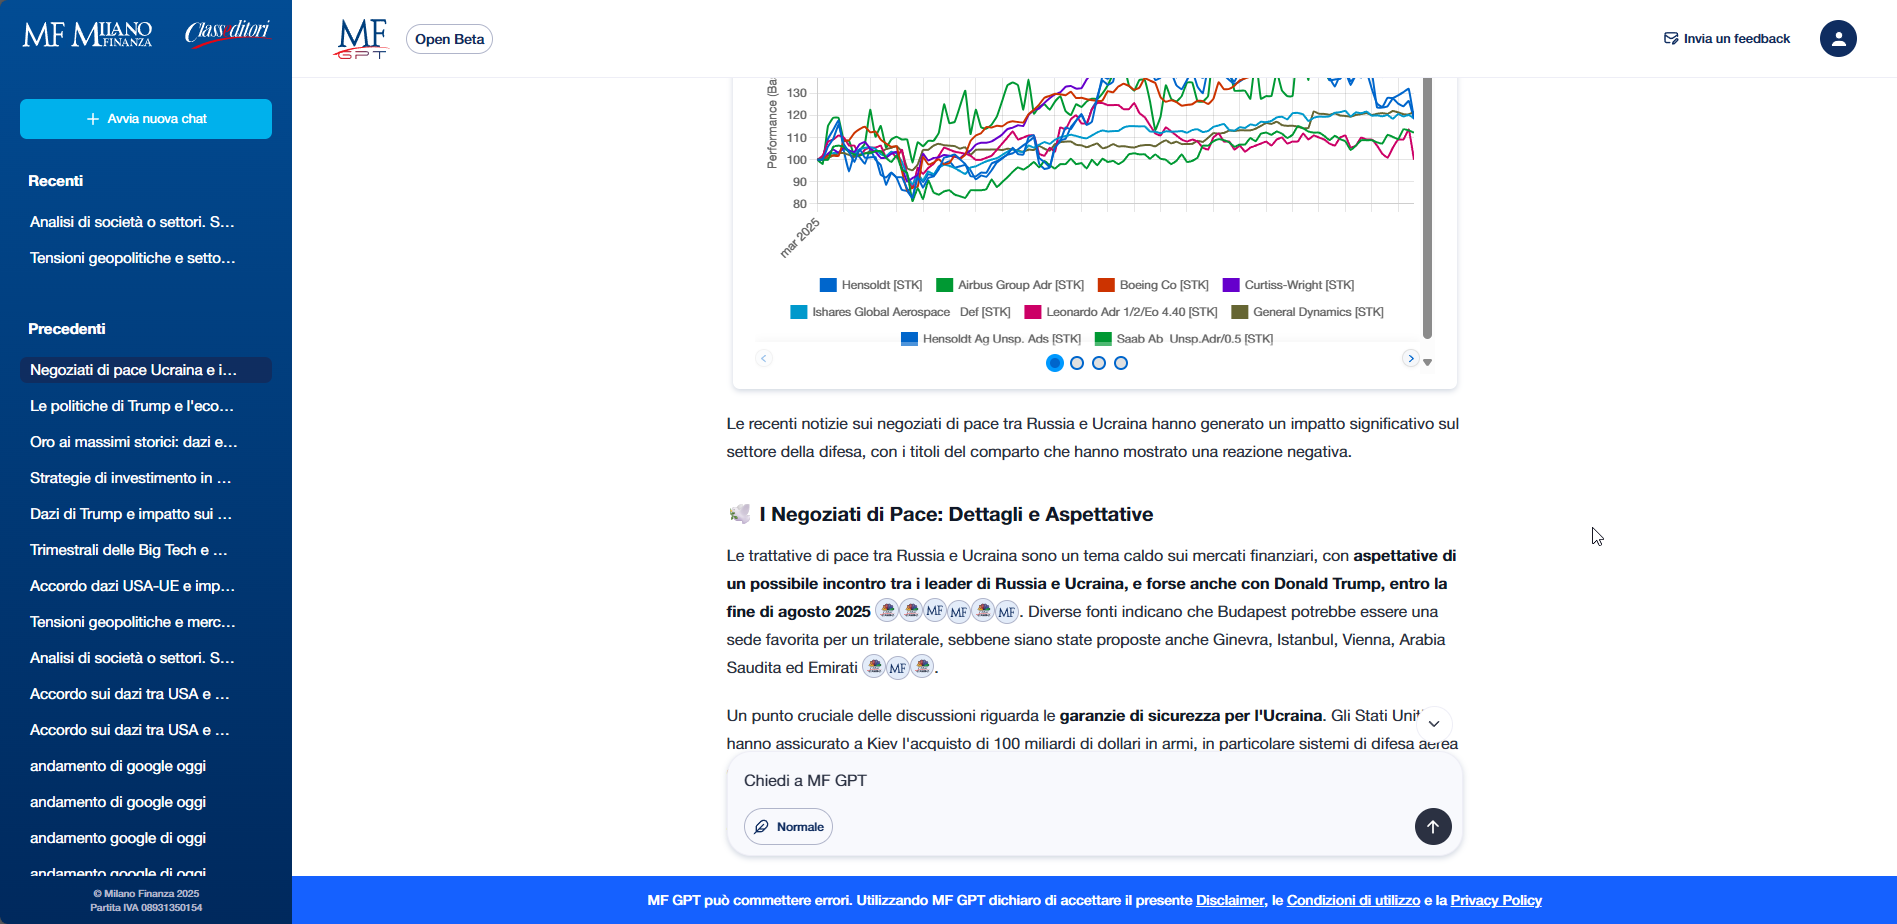 MF MILANO FINANZA
ClassEditori
Avvia nuova chat
Recenti
Analisi di società o settori. S...
Tensioni geopolitiche e setto...
Precedenti
Negoziati di pace Ucraina e i...
Le politiche di Trump e l'eco...
Oro ai massimi storici: dazi e...
Strategie di investimento in ...
Dazi di Trump e impatto sui ...
Trimestrali delle Big Tech e ...
Accordo dazi USA-UE e imp...
Tensioni geopolitiche e merc...
Analisi di società o settori. S...
Accordo sui dazi tra USA e ...
Accordo sui dazi tra USA e ...
andamento di google oggi
andamento di google oggi
andamento google di oggi
andamento google di oggi
© Milano Finanza 2025
Partita IVA 08931350154
MF GPT
Open Beta
Invia un feedback
Performance (Ba
130
120
110
100
90
80
mar 2025
Hensoldt [STK] Airbus Group Adr [STK] Boeing Co [STK] Curtiss-Wright [STK]
Ishares Global Aerospace Def [STK] Leonardo Adr 1/2/Eo 4.40 [STK] General Dynamics [STK]
Hensoldt Ag Unsp. Ads [STK] Saab Ab Unsp.Adr/0.5 [STK]
Le recenti notizie sui negoziati di pace tra Russia e Ucraina hanno generato un impatto significativo sul
settore della difesa, con i titoli del comparto che hanno mostrato una reazione negativa.
I Negoziati di Pace: Dettagli e Aspettative
Le trattative di pace tra Russia e Ucraina sono un tema caldo sui mercati finanziari, con aspettative di
un possibile incontro tra i leader di Russia e Ucraina, e forse anche con Donald Trump, entro la
fine di agosto 2025 MF MF MF. Diverse fonti indicano che Budapest potrebbe essere una
sede favorita per un trilaterale, sebbene siano state proposte anche Ginevra, Istanbul, Vienna, Arabia
Saudita ed Emirati MF.
Un punto cruciale delle discussioni riguarda le garanzie di sicurezza per l'Ucraina. Gli Stati Uniti
hanno assicurato a Kiev l'acquisto di 100 miliardi di dollari in armi, in particolare sistemi di difesa aerea
Chiedi a MF GPT
Normale
MF GPT può commettere errori. Utilizzando MF GPT dichiaro di accettare il presente Disclaimer, le Condizioni di utilizzo e la Privacy Policy